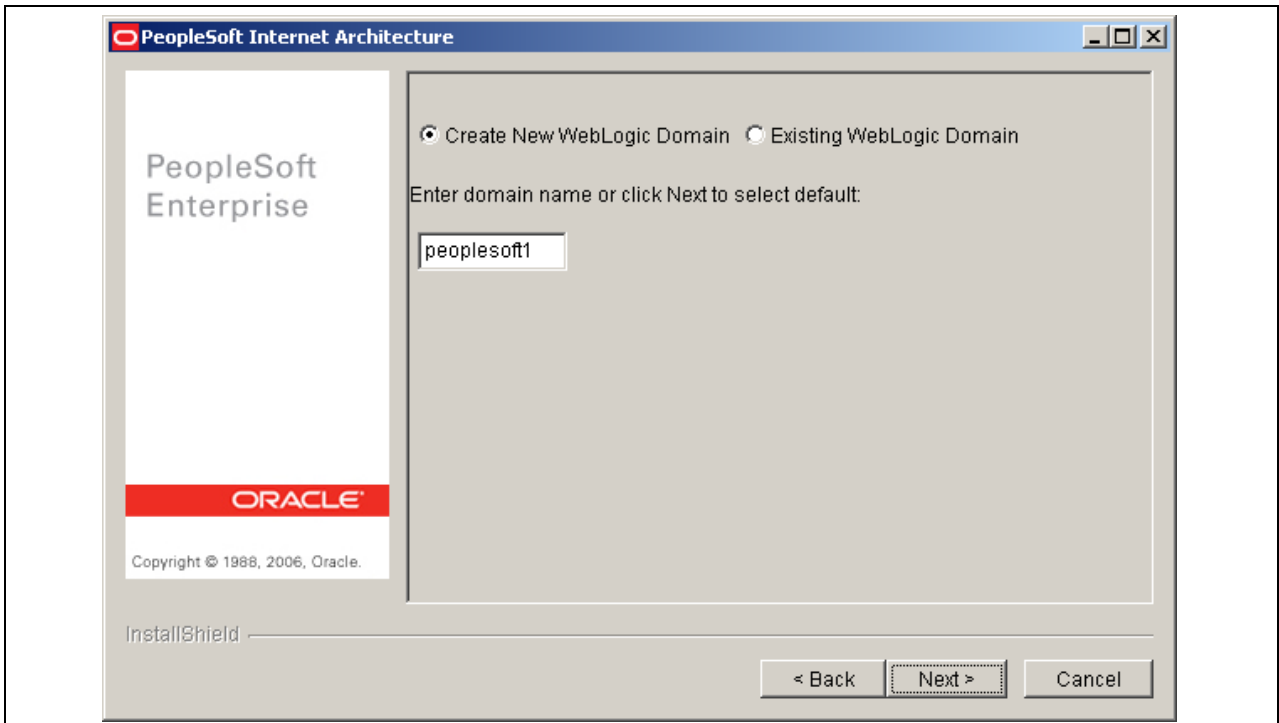 PeopleSoft Internet Architecture
PeopleSoft
Enterprise
ORACLE
Copyright © 1988, 2006, Oracle.
Create New WebLogic Domain Existing WebLogic Domain
Enter domain name or click Next to select default:
peoplesoft1
InstallShield
< Back Next > Cancel